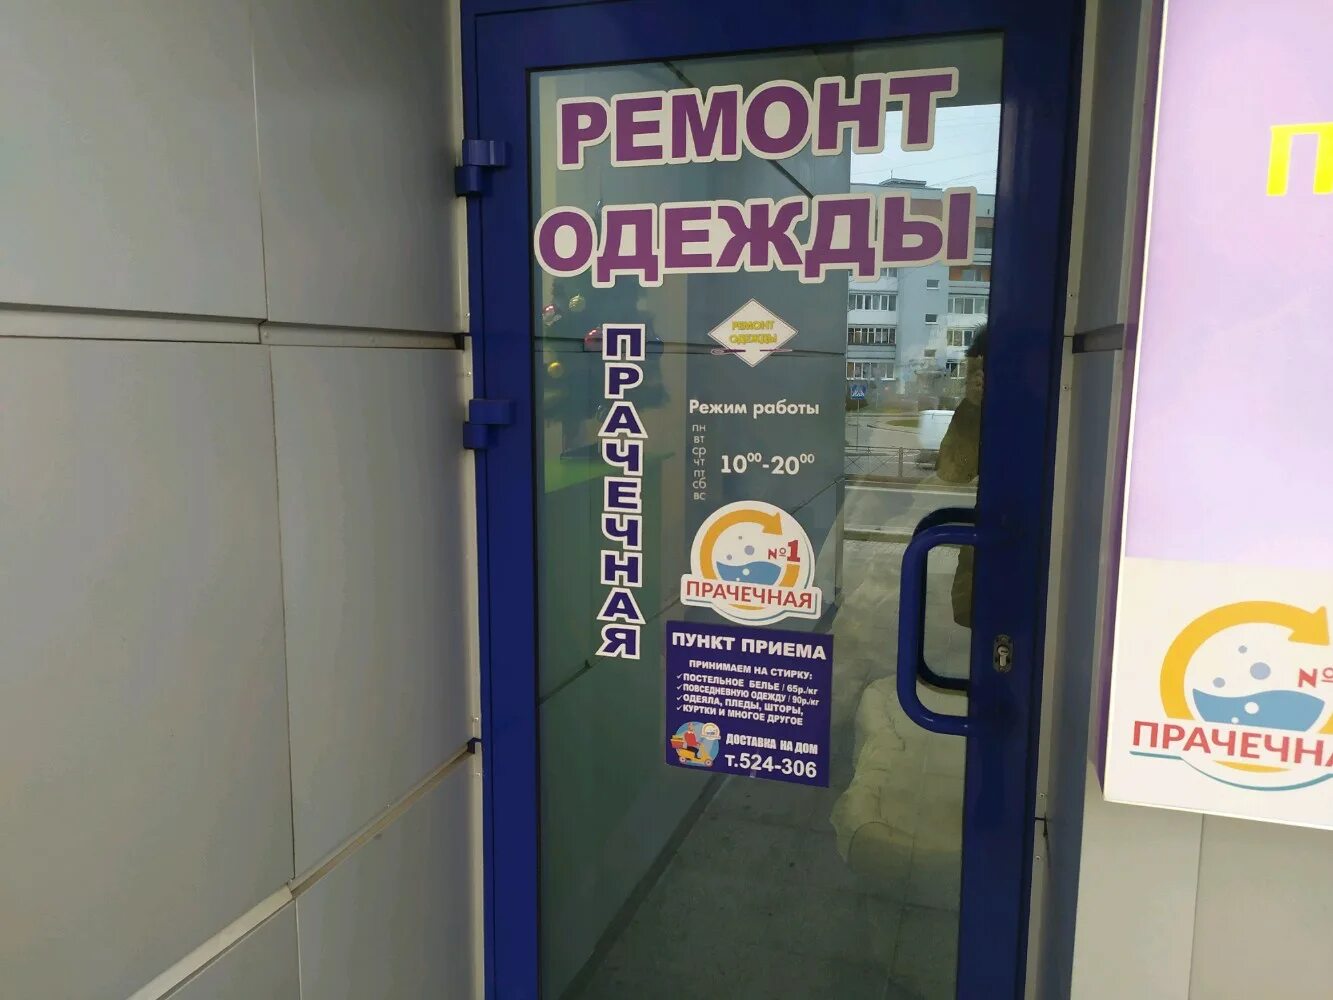 РЕМОНТ
ОДЕЖДЫ
ПРАЧЕЧНАЯ
РЕМОНТ
ОДЕЖДЫ
Режим работы
пн
вт
ср
чт
пт
сб
вс
10⁰⁰-20⁰⁰
№1
ПРАЧЕЧНАЯ
ПУНКТ ПРИЕМА
ПРИНИМАЕМ НА СТИРКУ:
✓ПОСТЕЛЬНОЕ БЕЛЬЕ / 65р./кг
✓ПОВСЕДНЕВНУЮ ОДЕЖДУ / 90р./кг
✓ОДЕЯЛА, ПЛЕДЫ, ШТОРЫ,
✓КУРТКИ И МНОГОЕ ДРУГОЕ
ДОСТАВКА НА ДОМ
т.524-306
П
№
ПРАЧЕЧНА